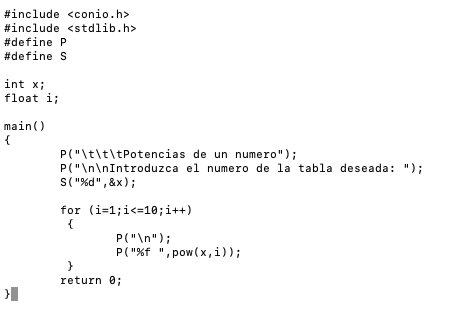 #include <conio.h>
#include <stdlib.h>
#define P
#define S
int x;
float i;
main()
{
P("\t\t\tPotencias de un numero");
P("\n\nIntroduzca el numero de la tabla deseada: ");
S("%d",&x);
for (i=1;i<=10;i++)
{
P("\n");
P("%f ",pow(x,i));
}
return 0;
}